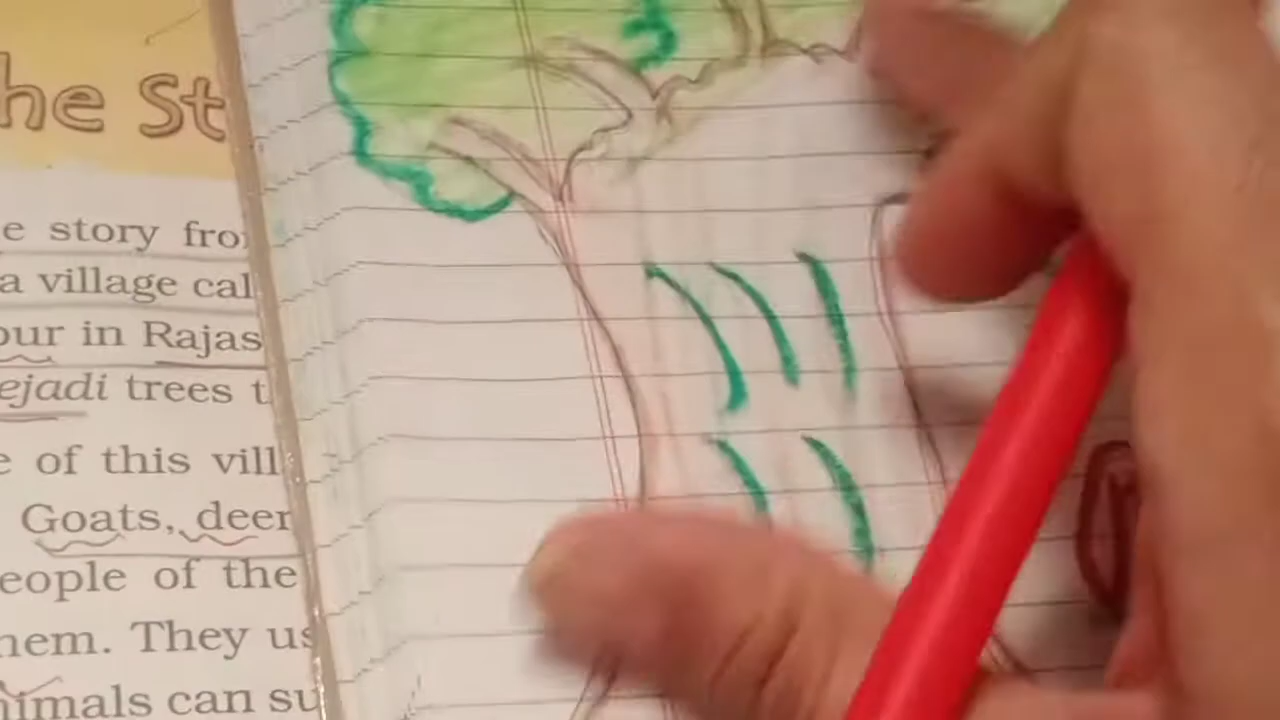 he St
e story fro
a village cal
our in Rajas
ejadi trees t
e of this vill
Goats, deer
eople of the
hem. They us
nimals can su